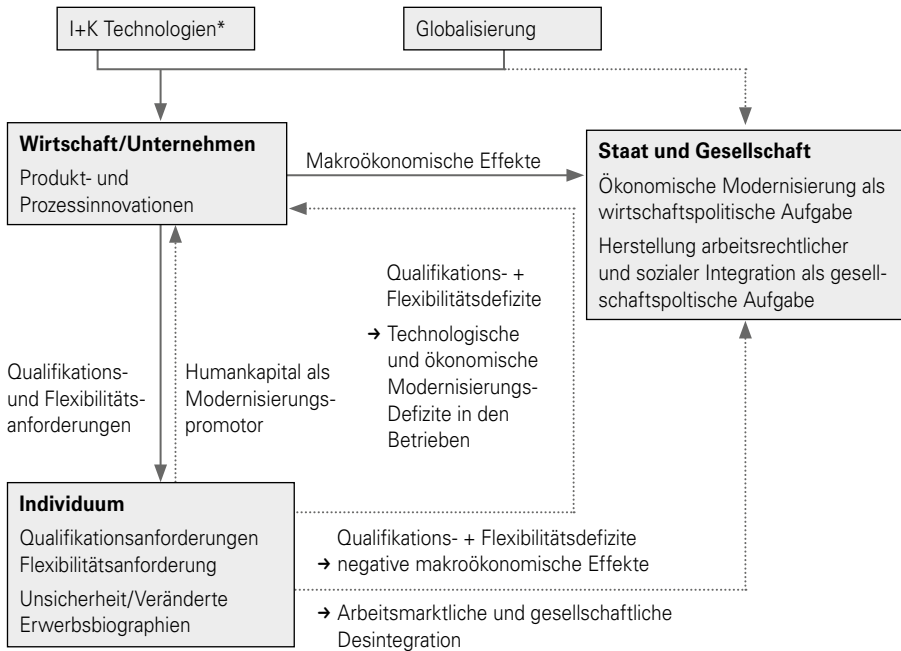 I+K Technologien*
Globalisierung
Wirtschaft/Unternehmen
Produkt- und
Prozessinnovationen
Makroökonomische Effekte
Staat und Gesellschaft
Ökonomische Modernisierung als
wirtschaftspolitische Aufgabe
Herstellung arbeitsrechtlicher
und sozialer Integration als gesell-
schaftspoltische Aufgabe
Qualifikations- +
Flexibilitätsdefizite
→ Technologische
und ökonomische
Modernisierungs-
Defizite in den
Betrieben
Qualifikations-
und Flexibilitäts-
anforderungen
Humankapital als
Modernisierungs-
promotor
Individuum
Qualifikationsanforderungen
Flexibilitätsanforderung
Unsicherheit/Veränderte
Erwerbsbiographien
Qualifikations- + Flexibilitätsdefizite
→ negative makroökonomische Effekte
→ Arbeitsmarktliche und gesellschaftliche
Desintegration